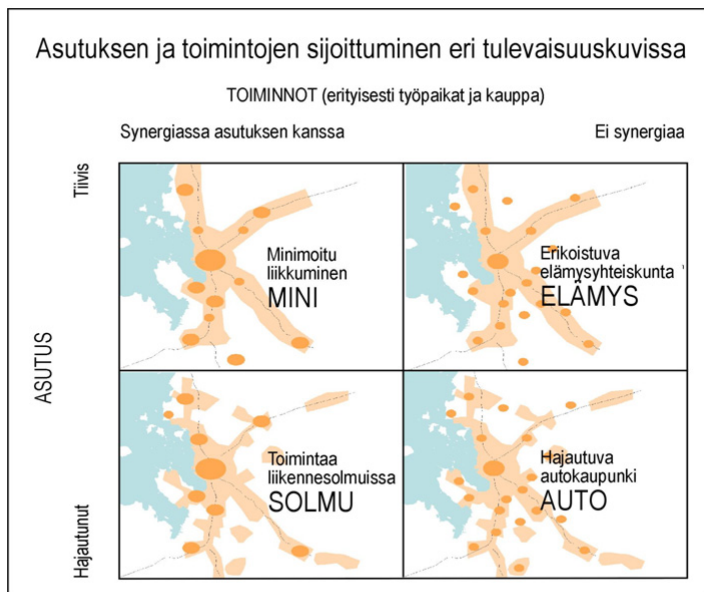 Asutuksen ja toimintojen sijoittuminen eri tulevaisuuskuvissa
TOIMINNOT (erityisesti työpaikat ja kauppa)
Synergiassa asutuksen kanssa
Ei synergiaa
ASUTUS
Tiivis
Minimoitu
liikkuminen
MINI
Erikoistuva
elämysyhteiskunta
ELÄMYS
Hajautunut
Toimintaa
liikennesolmuissa
SOLMU
Hajautuva
autokaupunki
AUTO